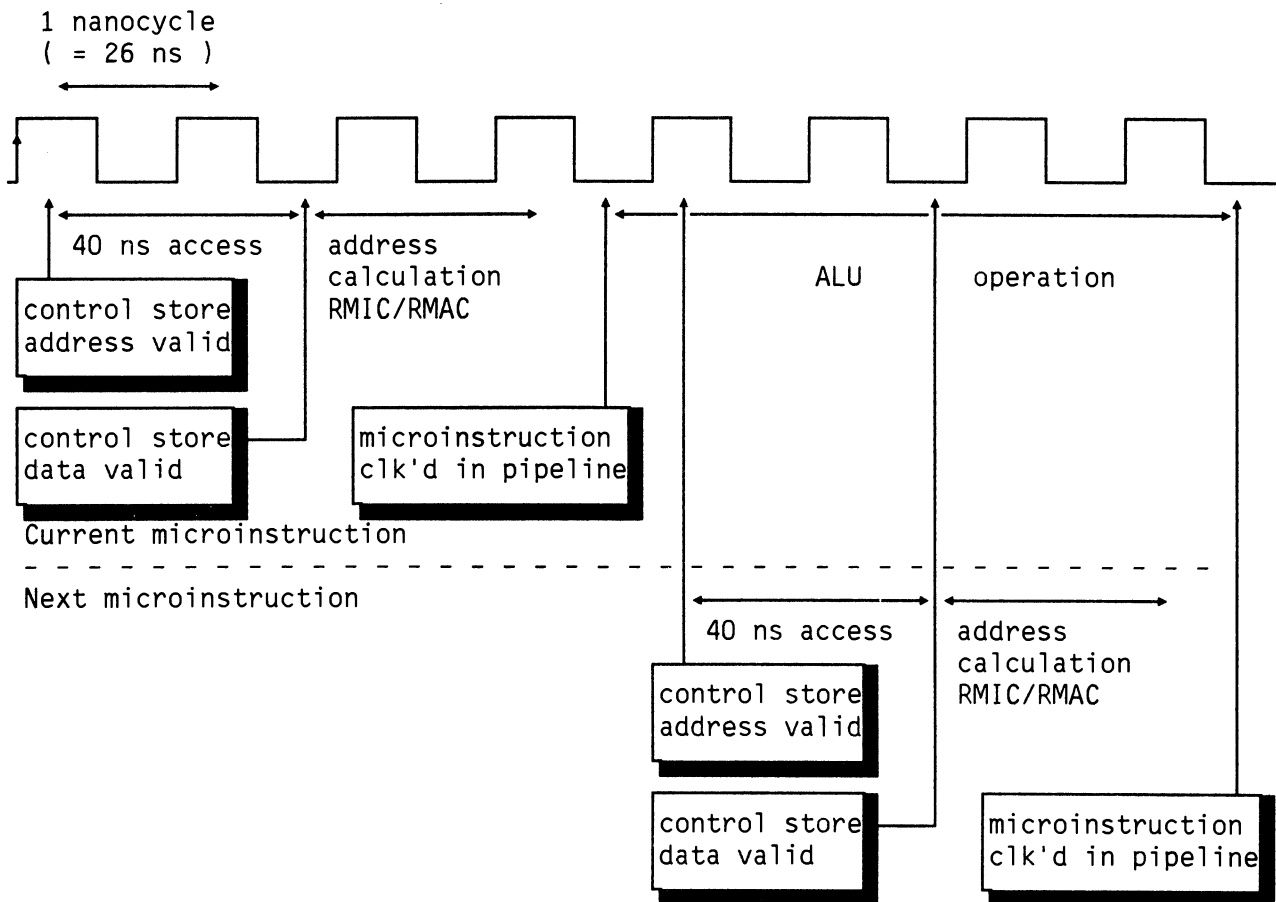 1 nanocycle
( = 26 ns )
40 ns access
address
calculation
RMIC/RMAC
ALU operation
control store
address valid
control store
data valid
microinstruction
clk'd in pipeline
Current microinstruction
Next microinstruction
40 ns access
address
calculation
RMIC/RMAC
control store
address valid
control store
data valid
microinstruction
clk'd in pipeline